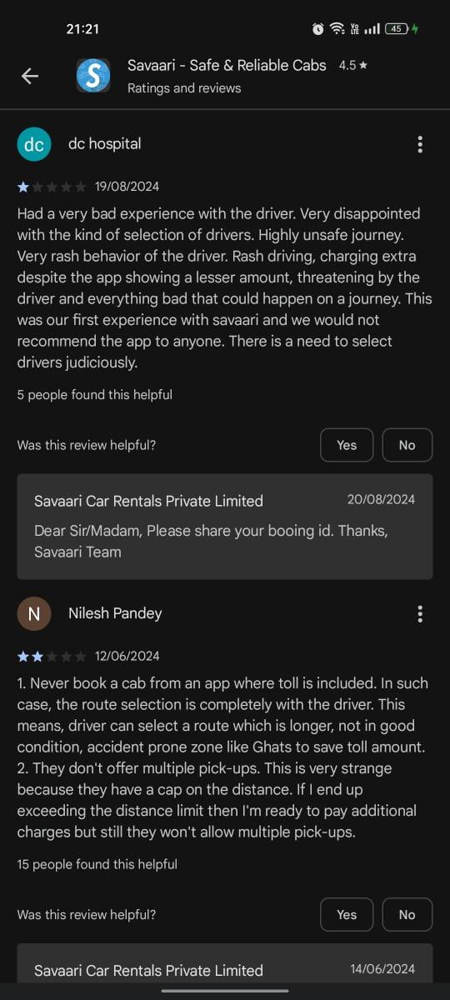 21:21
Vo LTE 45
Savaari - Safe & Reliable Cabs 4.5★
S
Ratings and reviews
dc dc hospital
19/08/2024
Had a very bad experience with the driver. Very disappointed
with the kind of selection of drivers. Highly unsafe journey.
Very rash behavior of the driver. Rash driving, charging extra
despite the app showing a lesser amount, threatening by the
driver and everything bad that could happen on a journey. This
was our first experience with savaari and we would not
recommend the app to anyone. There is a need to select
drivers judiciously.
5 people found this helpful
Was this review helpful? Yes No
Savaari Car Rentals Private Limited 20/08/2024
Dear Sir/Madam, Please share your booing id. Thanks,
Savaari Team
N Nilesh Pandey
12/06/2024
1. Never book a cab from an app where toll is included. In such
case, the route selection is completely with the driver. This
means, driver can select a route which is longer, not in good
condition, accident prone zone like Ghats to save toll amount.
2. They don't offer multiple pick-ups. This is very strange
because they have a cap on the distance. If I end up
exceeding the distance limit then I'm ready to pay additional
charges but still they won't allow multiple pick-ups.
15 people found this helpful
Was this review helpful? Yes No
Savaari Car Rentals Private Limited 14/06/2024